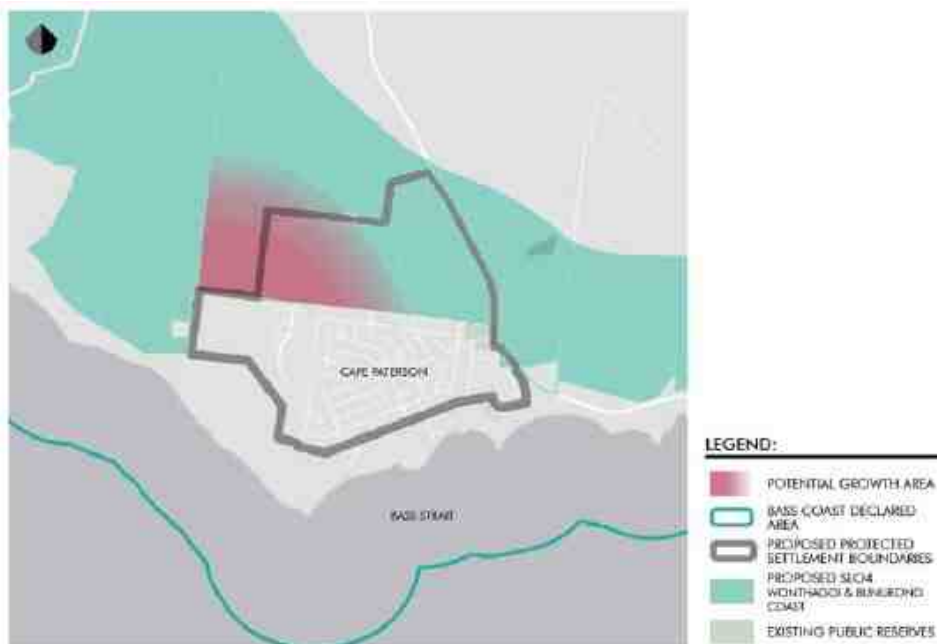 CAPE PATERSON
BASS STRAIT
LEGEND:
POTENTIAL GROWTH AREA
BASS COAST DECLARED
AREA
PROPOSED PROTECTED
SETTLEMENT BOUNDARIES
PROPOSED SLO4
WONTHAGGI & BUNURONG
COAST
EXISTING PUBLIC RESERVES